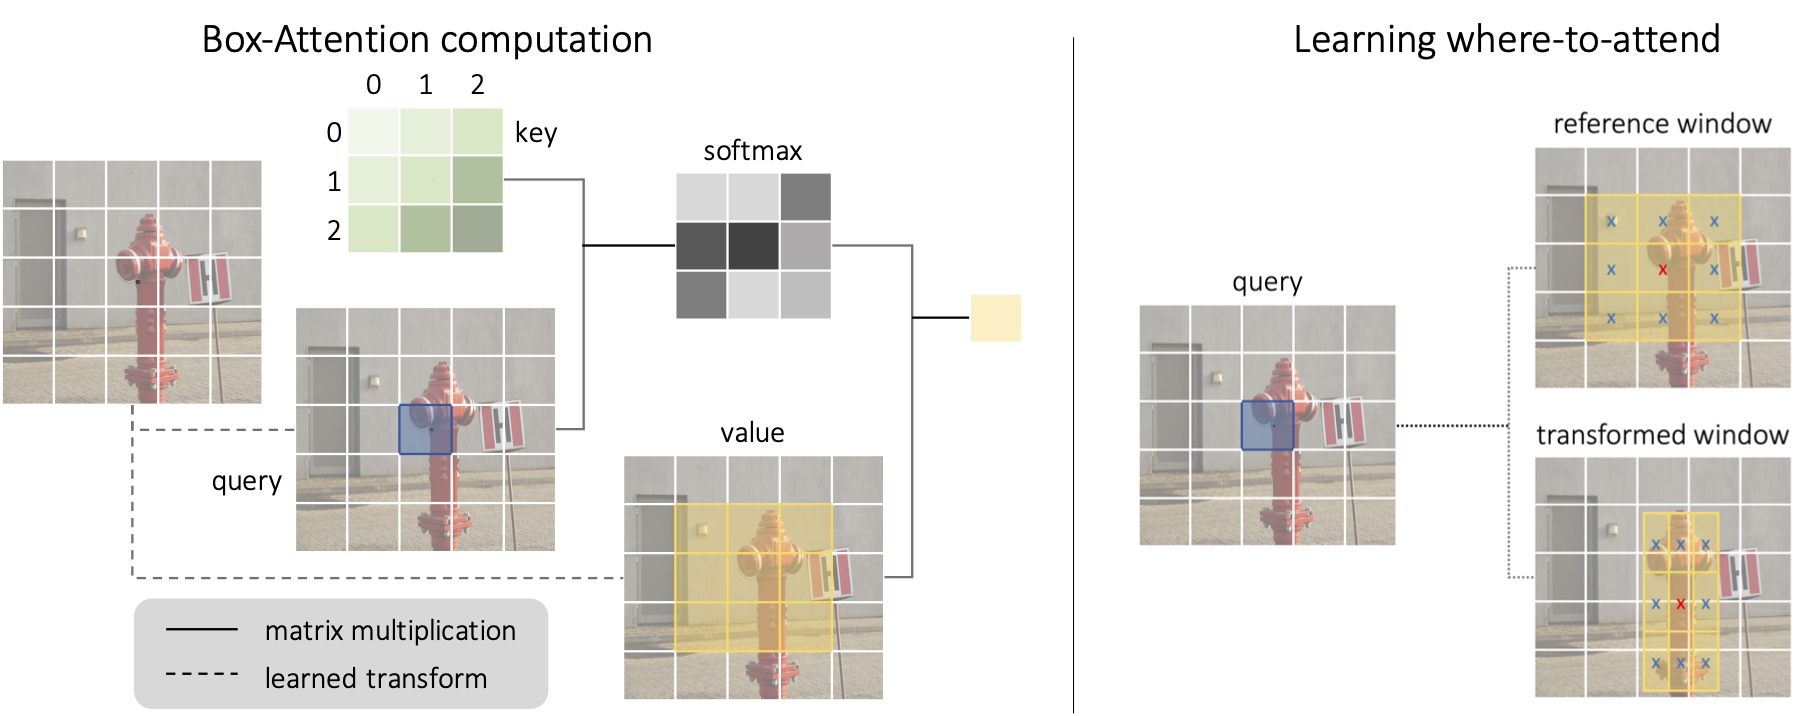 Box-Attention computation
0 1 2
0
1
2
key
softmax
query
value
matrix multiplication
learned transform
Learning where-to-attend
query
reference window
x x x
x x x
x x x
transformed window
x x x
x x x
x x x